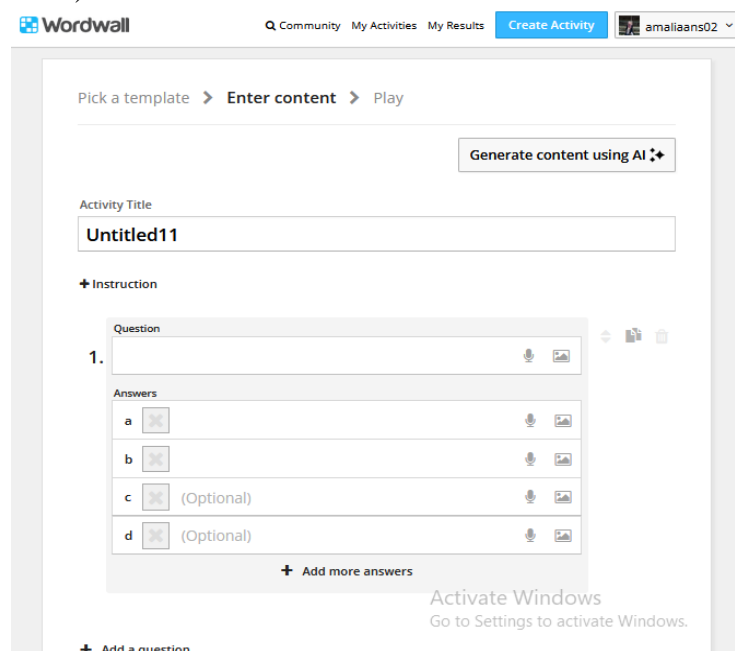 Wordwall Community My Activities My Results Create Activity amaliaans02
Pick a template Enter content Play
Generate content using AI
Activity Title
Untitled11
+ Instruction
Question
1.
Answers
a
b
c (Optional)
d (Optional)
+ Add more answers
Activate Windows
Go to Settings to activate Windows.
+ Add a question